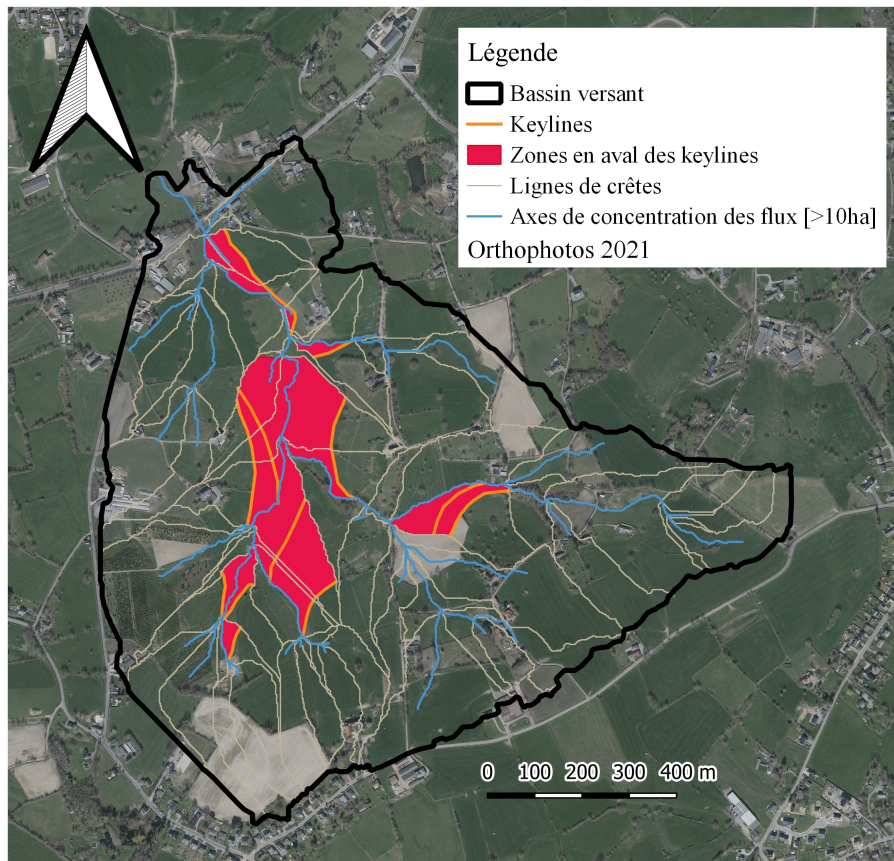 Légende
Bassin versant
Keylines
Zones en aval des keylines
Lignes de crêtes
Axes de concentration des flux [>10ha]
Orthophotos 2021
0 100 200 300 400 m